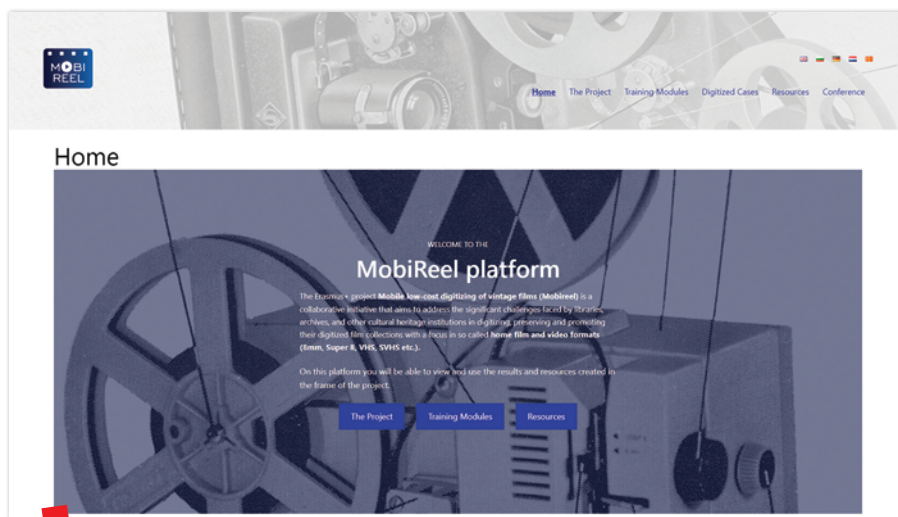 MOBI
REEL
Home The Project Training Modules Digitized Cases Resources Conference
Home
WELCOME TO THE
MobiReel platform
The Erasmus+ project Mobile low-cost digitizing of vintage films (Mobireel) is a
collaborative initiative that aims to address the significant challenges faced by libraries,
archives, and other cultural heritage institutions in digitizing, preserving and promoting
their digitized film collections with a focus in so called home film and video formats
(8mm, Super 8, VHS, SVHS etc.).
On this platform you will be able to view and use the results and resources created in
the frame of the project.
The Project Training Modules Resources